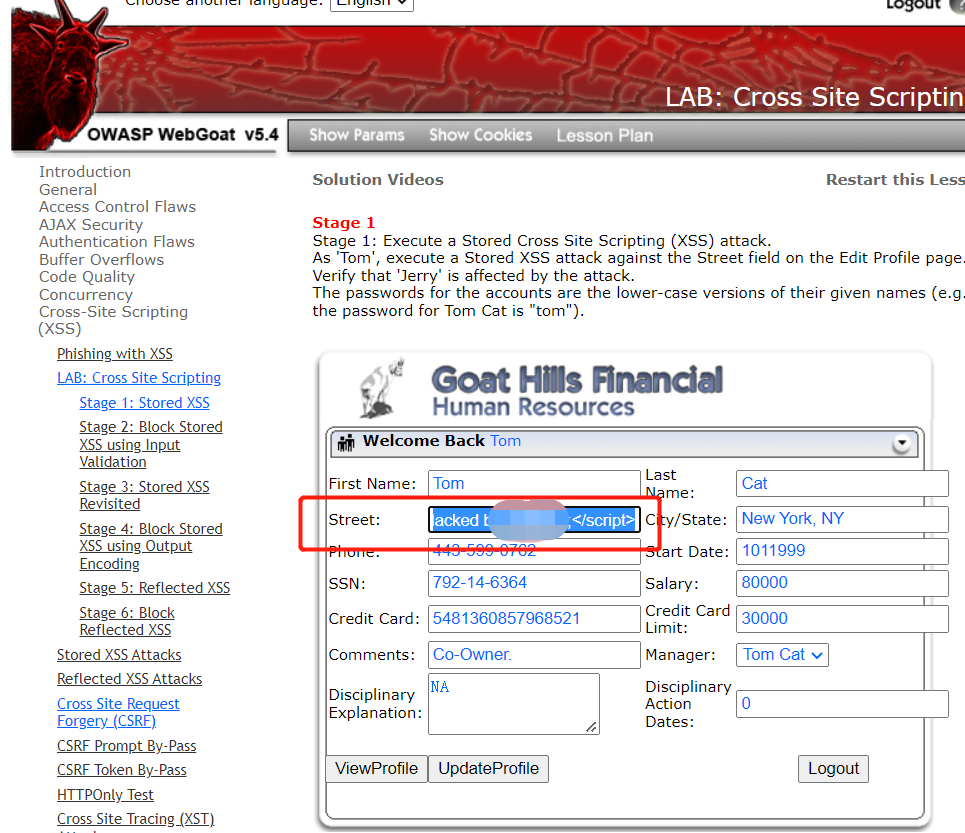 Choose another language: English
Logout ?
LAB: Cross Site Scriptin
OWASP WebGoat v5.4
Show Params Show Cookies Lesson Plan
Introduction
General
Access Control Flaws
AJAX Security
Authentication Flaws
Buffer Overflows
Code Quality
Concurrency
Cross-Site Scripting
(XSS)
Phishing with XSS
LAB: Cross Site Scripting
Stage 1: Stored XSS
Stage 2: Block Stored
XSS using Input
Validation
Stage 3: Stored XSS
Revisited
Stage 4: Block Stored
XSS using Output
Encoding
Stage 5: Reflected XSS
Stage 6: Block
Reflected XSS
Stored XSS Attacks
Reflected XSS Attacks
Cross Site Request
Forgery (CSRF)
CSRF Prompt By-Pass
CSRF Token By-Pass
HTTPOnly Test
Cross Site Tracing (XST)
Solution Videos Restart this Less
Stage 1
Stage 1: Execute a Stored Cross Site Scripting (XSS) attack.
As 'Tom', execute a Stored XSS attack against the Street field on the Edit Profile page.
Verify that 'Jerry' is affected by the attack.
The passwords for the accounts are the lower-case versions of their given names (e.g.
the password for Tom Cat is "tom").
Goat Hills Financial
Human Resources
Welcome Back Tom
First Name: Tom Last
Name: Cat
Street: acked ;</script> City/State: New York, NY
Phone: 443-599-0762 Start Date: 1011999
SSN: 792-14-6364 Salary: 80000
Credit Card: 5481360857968521 Credit Card
Limit: 30000
Comments: Co-Owner. Manager: Tom Cat
Disciplinary
Explanation: NA Disciplinary
Action
Dates: 0
ViewProfile UpdateProfile Logout